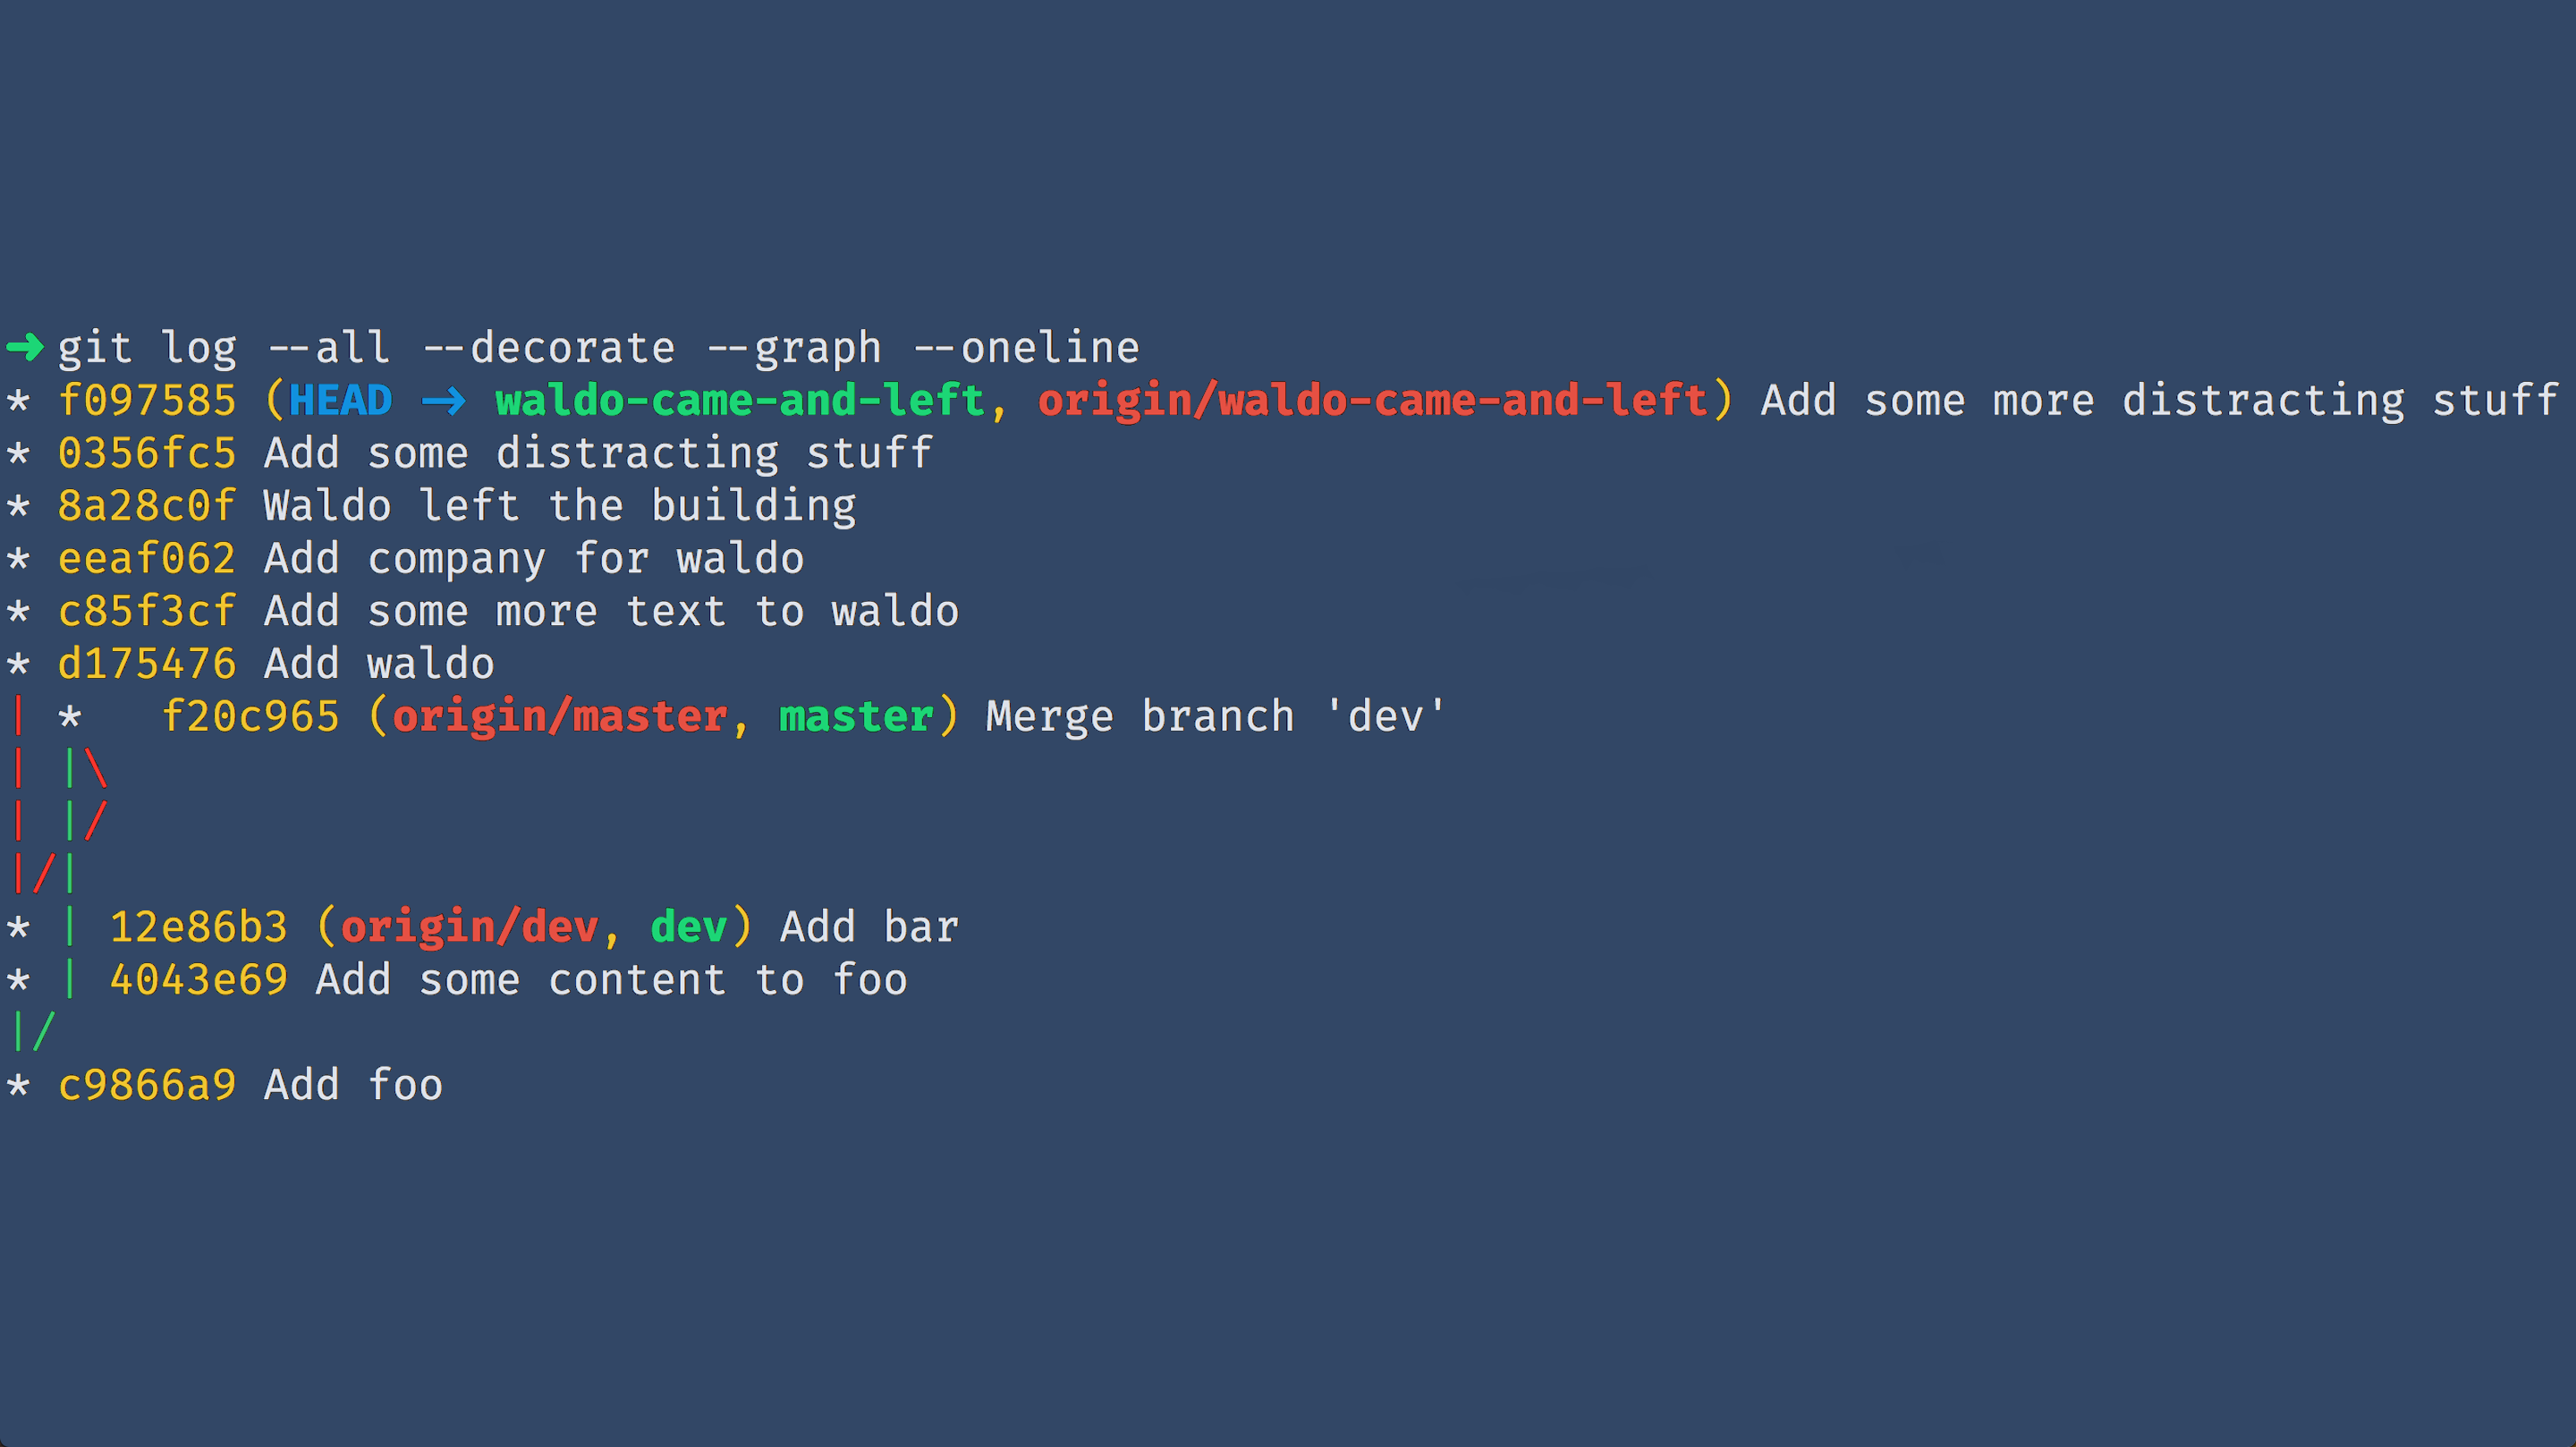 ➜ git log --all --decorate --graph --oneline
* f097585 (HEAD -> waldo-came-and-left, origin/waldo-came-and-left) Add some more distracting stuff
* 0356fc5 Add some distracting stuff
* 8a28c0f Waldo left the building
* eeaf062 Add company for waldo
* c85f3cf Add some more text to waldo
* d175476 Add waldo
| *   f20c965 (origin/master, master) Merge branch 'dev'
| |\
| |/
|/|
* | 12e86b3 (origin/dev, dev) Add bar
* | 4043e69 Add some content to foo
|/
* c9866a9 Add foo